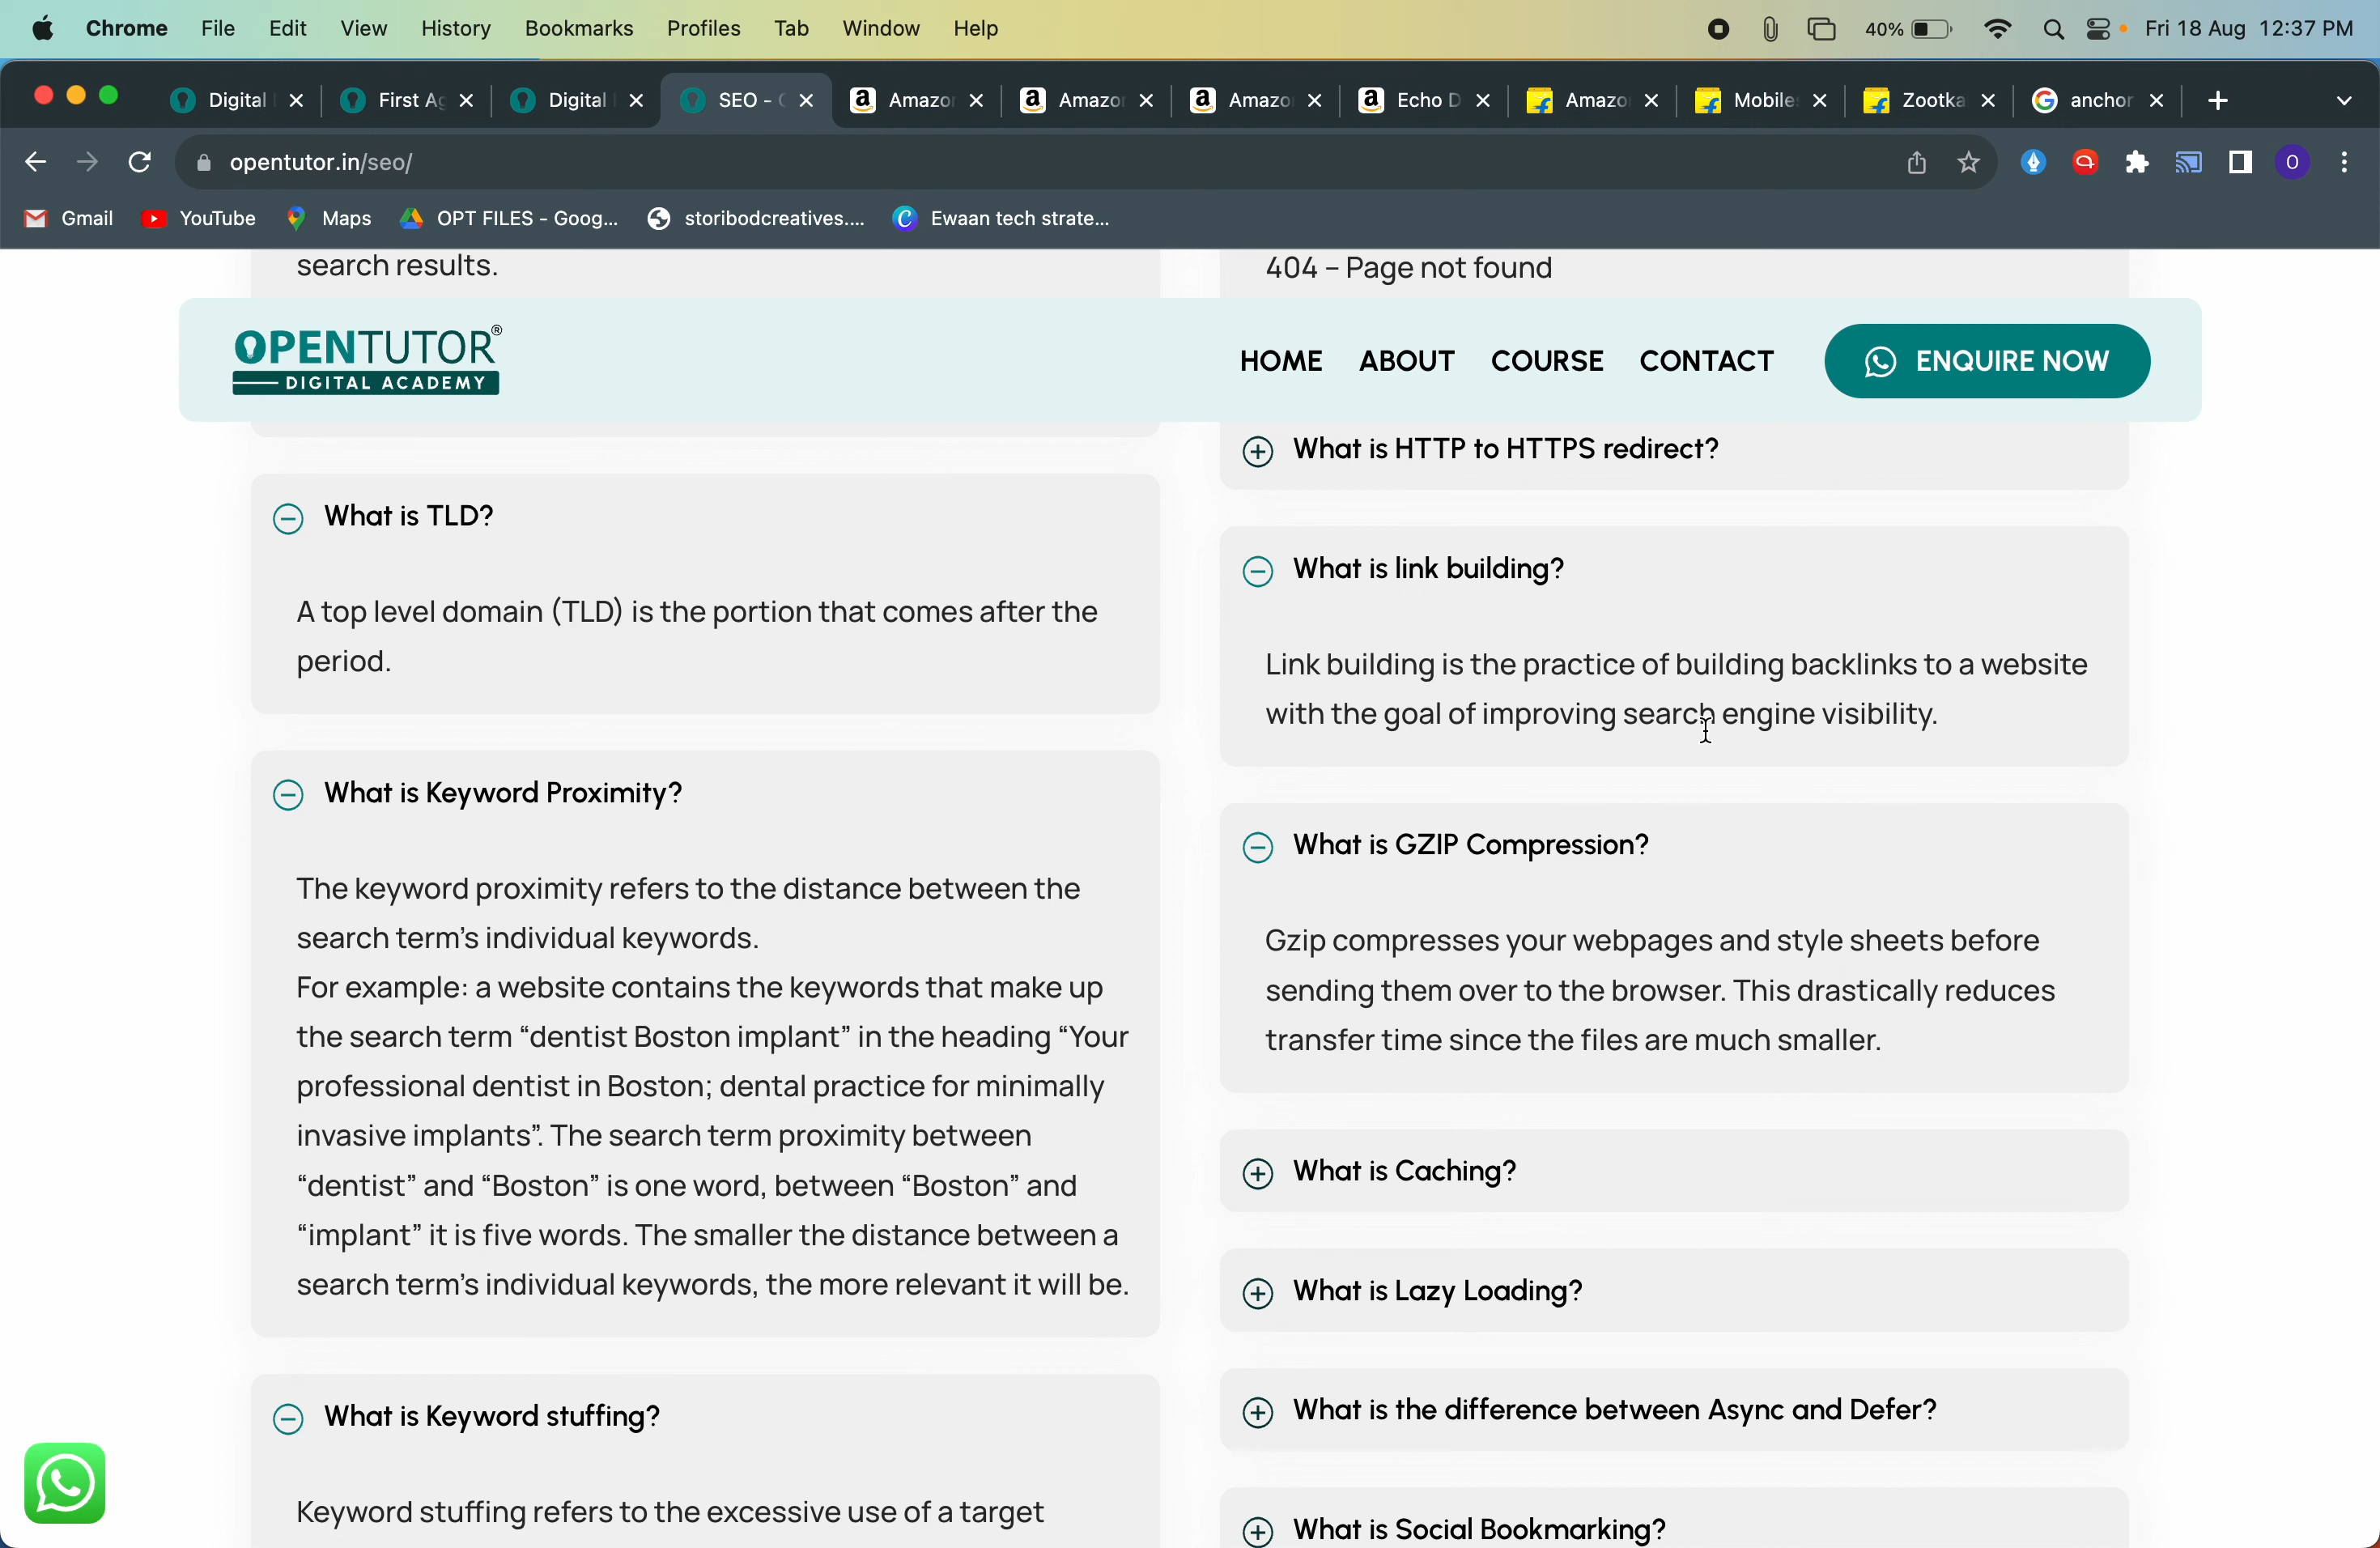 Chrome File Edit View History Bookmarks Profiles Tab Window Help 40% Fri 18 Aug 12:37 PM
Digital First Ag Digital SEO - Amazon Amazon Amazo Echo D Amazo Mobile Zootka anchor
opentutor.in/seo/ O
Gmail YouTube Maps OPT FILES - Goog... storibodcreatives.... Ewaan tech strate...
search results.
404 – Page not found
OPENTUTOR®
DIGITAL ACADEMY
HOME ABOUT COURSE CONTACT ENQUIRE NOW
What is TLD?
A top level domain (TLD) is the portion that comes after the
period.
What is Keyword Proximity?
The keyword proximity refers to the distance between the
search term’s individual keywords.
For example: a website contains the keywords that make up
the search term “dentist Boston implant” in the heading “Your
professional dentist in Boston; dental practice for minimally
invasive implants”. The search term proximity between
“dentist” and “Boston” is one word, between “Boston” and
“implant” it is five words. The smaller the distance between a
search term’s individual keywords, the more relevant it will be.
What is Keyword stuffing?
Keyword stuffing refers to the excessive use of a target
What is HTTP to HTTPS redirect?
What is link building?
Link building is the practice of building backlinks to a website
with the goal of improving search engine visibility.
What is GZIP Compression?
Gzip compresses your webpages and style sheets before
sending them over to the browser. This drastically reduces
transfer time since the files are much smaller.
What is Caching?
What is Lazy Loading?
What is the difference between Async and Defer?
What is Social Bookmarking?